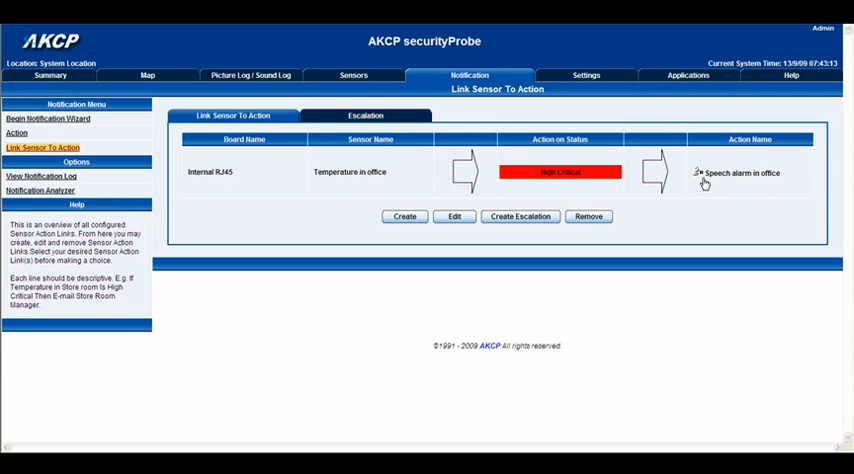 Admin
AKCP
AKCP securityProbe
Location: System Location
Current System Time: 13/9/09 07:43:13
Summary
Map
Picture Log / Sound Log
Sensors
Notification
Settings
Applications
Help
Link Sensor To Action
Notification Menu
Begin Notification Wizard
Action
Link Sensor To Action
Options
View Notification Log
Notification Analyzer
Help
This is an overview of all configured
Sensor Action Links. From here you may
create, edit and remove Sensor Action
Links.Select your desired Sensor Action
Link(s) before making a choice.
Each line should be descriptive. E.g. If
Temperature in Store room Is High
Critical Then E-mail Store Room
Manager.
Link Sensor To Action
Escalation
Board Name
Sensor Name
Action on Status
Action Name
Internal RJ45
Temperature in office
High Critical
Speech alarm in office
Create
Edit
Create Escalation
Remove
©1991 - 2009 AKCP All rights reserved.